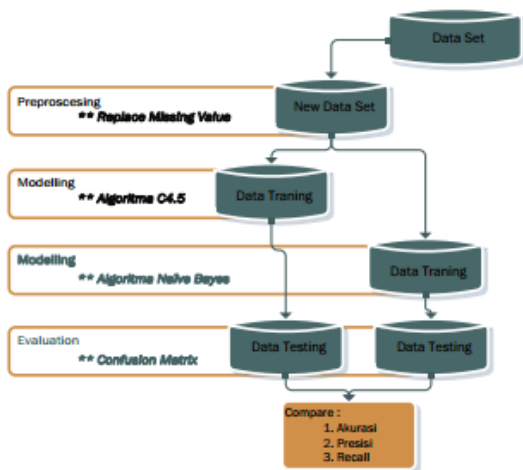 Data Set
Preproscesing
** Replace Missing Value
New Data Set
Modelling
** Algoritma C4.5
Data Traning
Modelling
** Algoritma Naïve Bayes
Data Traning
Evaluation
** Confusion Matrix
Data Testing
Data Testing
Compare :
1. Akurasi
2. Presisi
3. Recall